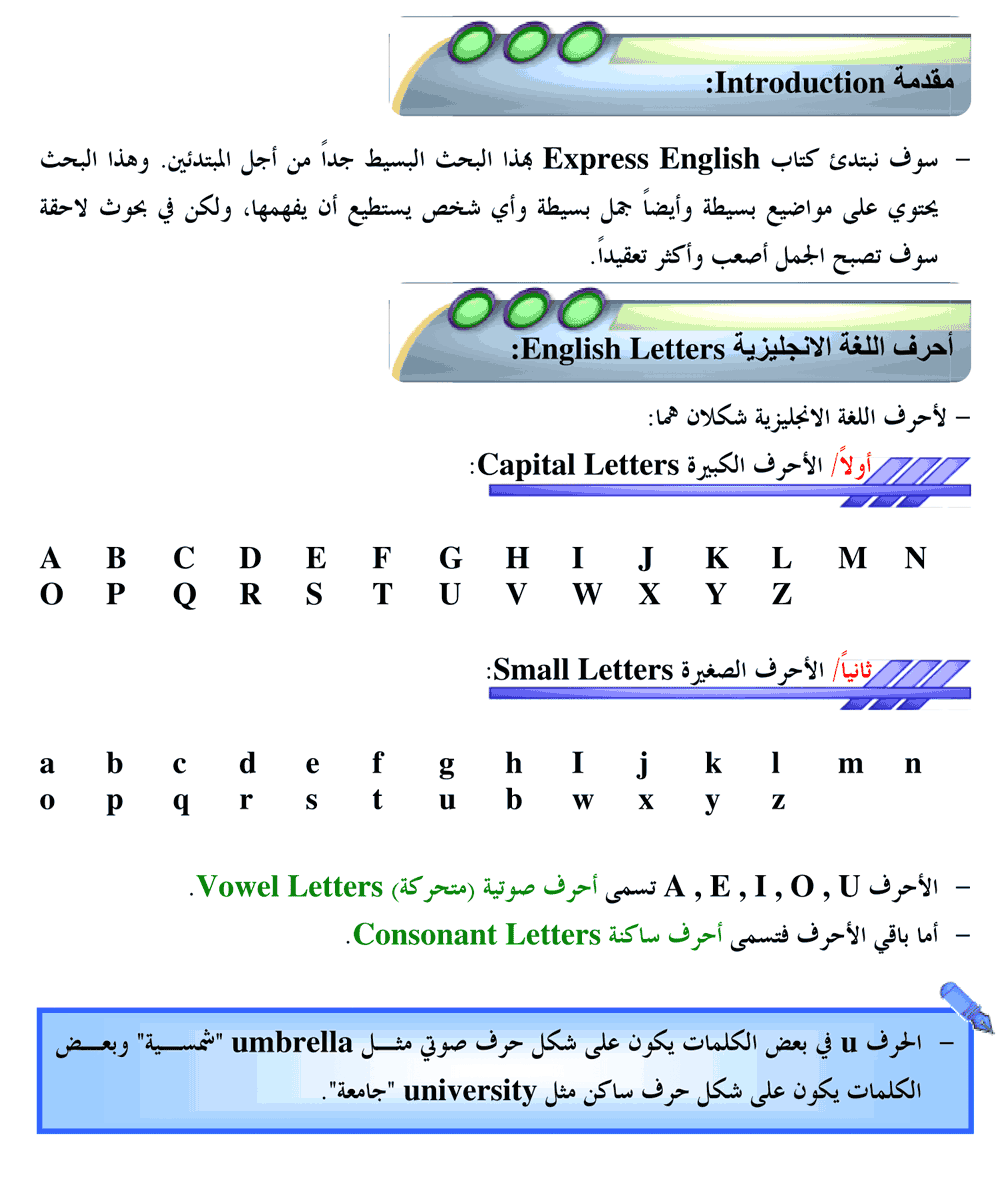 مقدمة Introduction:
– سوف نبتدئ كتاب Express English بهذا البحث البسيط جداً من أجل المبتدئين. وهذا البحث
يحتوي على مواضيع بسيطة وأيضاً جمل بسيطة وأي شخص يستطيع أن يفهمها، ولكن في بحوث لاحقة
سوف تصبح الجمل أصعب وأكثر تعقيداً.
أحرف اللغة الانجليزية English Letters:
– لأحرف اللغة الانجليزية شكلان هما:
أولاً/ الأحرف الكبيرة Capital Letters:
A B C D E F G H I J K L M N
O P Q R S T U V W X Y Z
ثانياً/ الأحرف الصغيرة Small Letters:
a b c d e f g h I j k l m n
o p q r s t u b w x y z
– الأحرف A , E , I , O , U تسمى أحرف صوتية (متحركة) Vowel Letters.
– أما باقي الأحرف فتسمى أحرف ساكنة Consonant Letters.
– الحرف u في بعض الكلمات يكون على شكل حرف صوتي مثـــل umbrella "شمســـية" وبعـــض
الكلمات يكون على شكل حرف ساكن مثل university "جامعة".